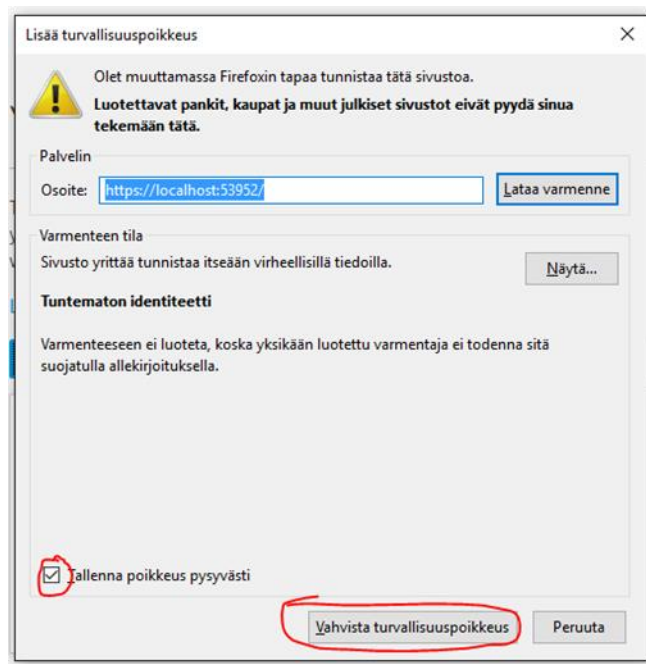 Lisää turvallisuuspoikkeus
Olet muuttamassa Firefoxin tapaa tunnistaa tätä sivustoa.
Luotettavat pankit, kaupat ja muut julkiset sivustot eivät pyydä sinua
tekemään tätä.
Palvelin
Osoite: https://localhost:53952/ Lataa varmenne
Varmenteen tila
Sivusto yrittää tunnistaa itseään virheellisillä tiedoilla. Näytä...
Tuntematon identiteetti
Varmenteeseen ei luoteta, koska yksikään luotettu varmentaja ei todenna sitä
suojatulla allekirjoituksella.
Tallenna poikkeus pysyvästi
Vahvista turvallisuuspoikkeus Peruuta